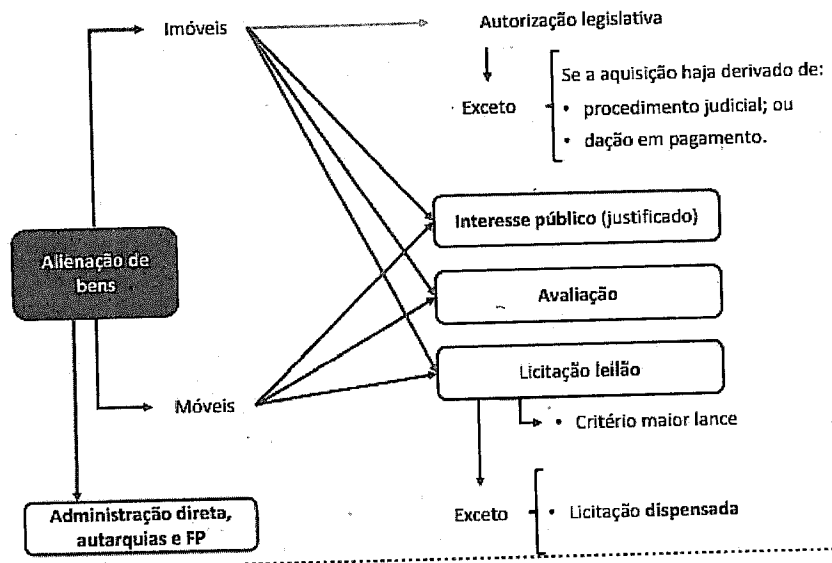 Imóveis
Autorização legislativa
Exceto
Se a aquisição haja derivado de:
• procedimento judicial; ou
• dação em pagamento.
Interesse público (justificado)
Alienação de
bens
Avaliação
Licitação leilão
Móveis
• Critério maior lance
Exceto
• Licitação dispensada
Administração direta,
autarquias e FP